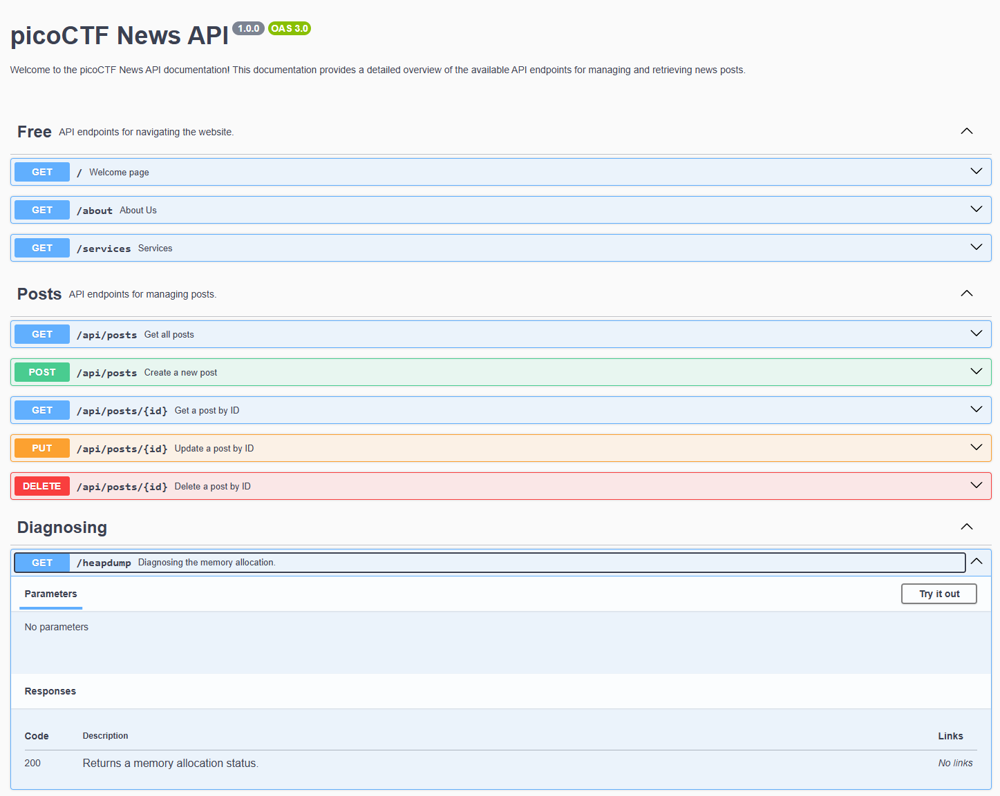 picoCTF News API 1.0.0 OAS 3.0
Welcome to the picoCTF News API documentation! This documentation provides a detailed overview of the available API endpoints for managing and retrieving news posts.
Free API endpoints for navigating the website.
GET / Welcome page
GET /about About Us
GET /services Services
Posts API endpoints for managing posts.
GET /api/posts Get all posts
POST /api/posts Create a new post
GET /api/posts/{id} Get a post by ID
PUT /api/posts/{id} Update a post by ID
DELETE /api/posts/{id} Delete a post by ID
Diagnosing
GET /heapdump Diagnosing the memory allocation.
Parameters Try it out
No parameters
Responses
Code Description Links
200 Returns a memory allocation status. No links